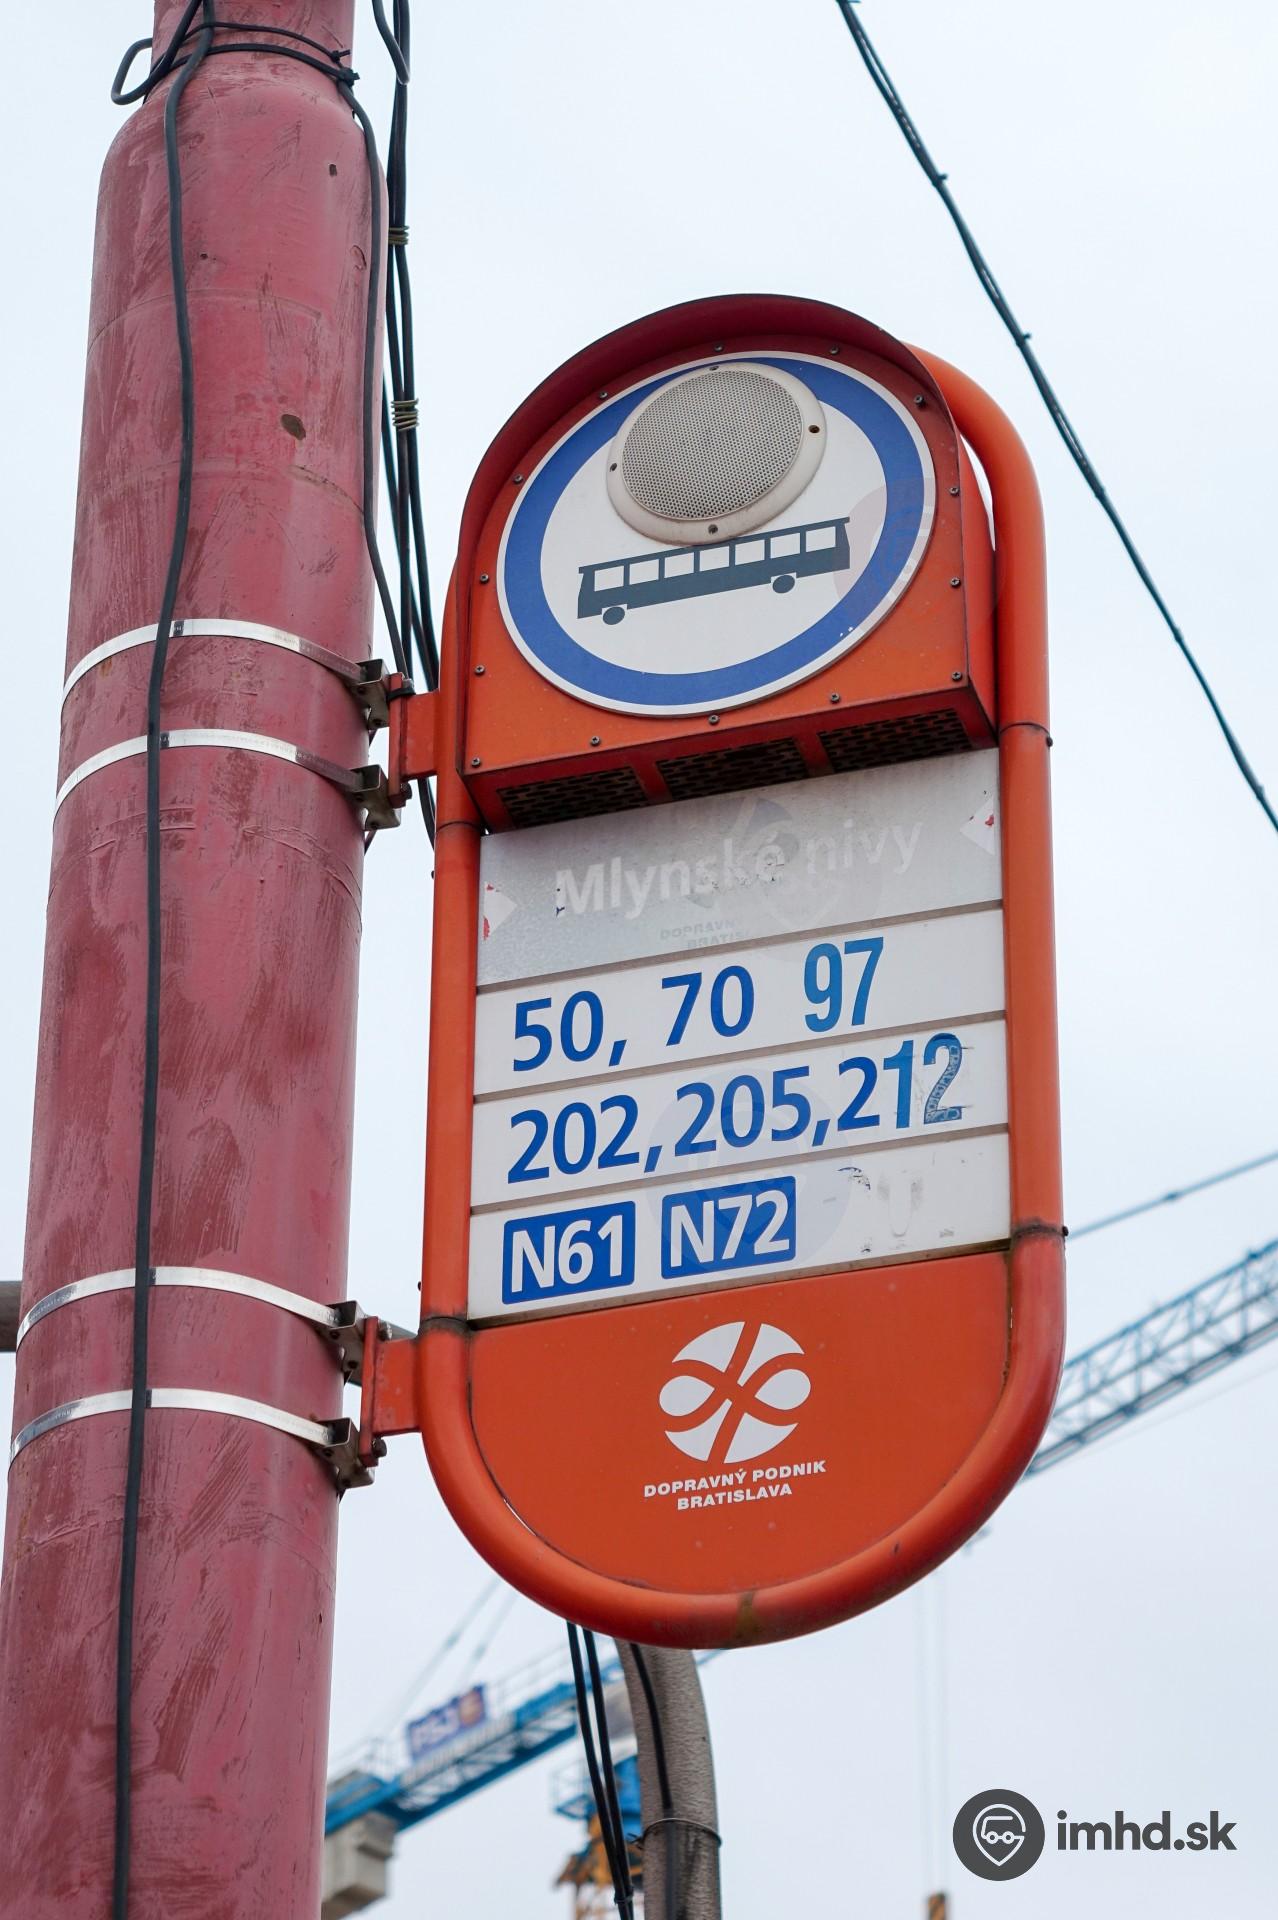 Mlynské nivy
50, 70 97
202, 205, 212
N61 N72
DOPRAVNÝ PODNIK
BRATISLAVA
imhd.sk